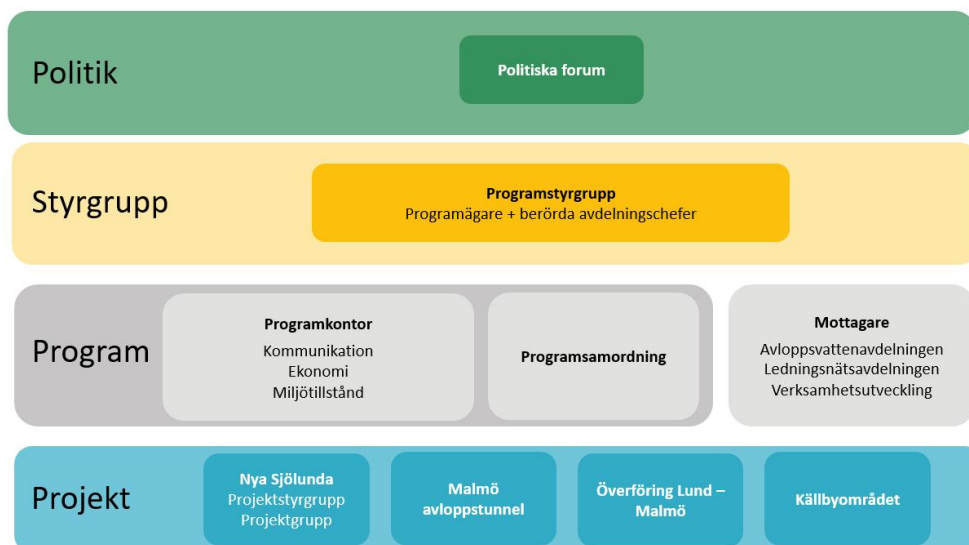 Politik
Politiska forum
Styrgrupp
Programstyrgrupp
Programägare + berörda avdelningschefer
Program
Programkontor
Kommunikation
Ekonomi
Miljötillstånd
Programsamordning
Mottagare
Avloppsvattenavdelningen
Ledningsnätsavdelningen
Verksamhetsutveckling
Projekt
Nya Sjölunda
Projektstyrgrupp
Projektgrupp
Malmö
avloppstunnel
Överföring Lund –
Malmö
Källbyområdet